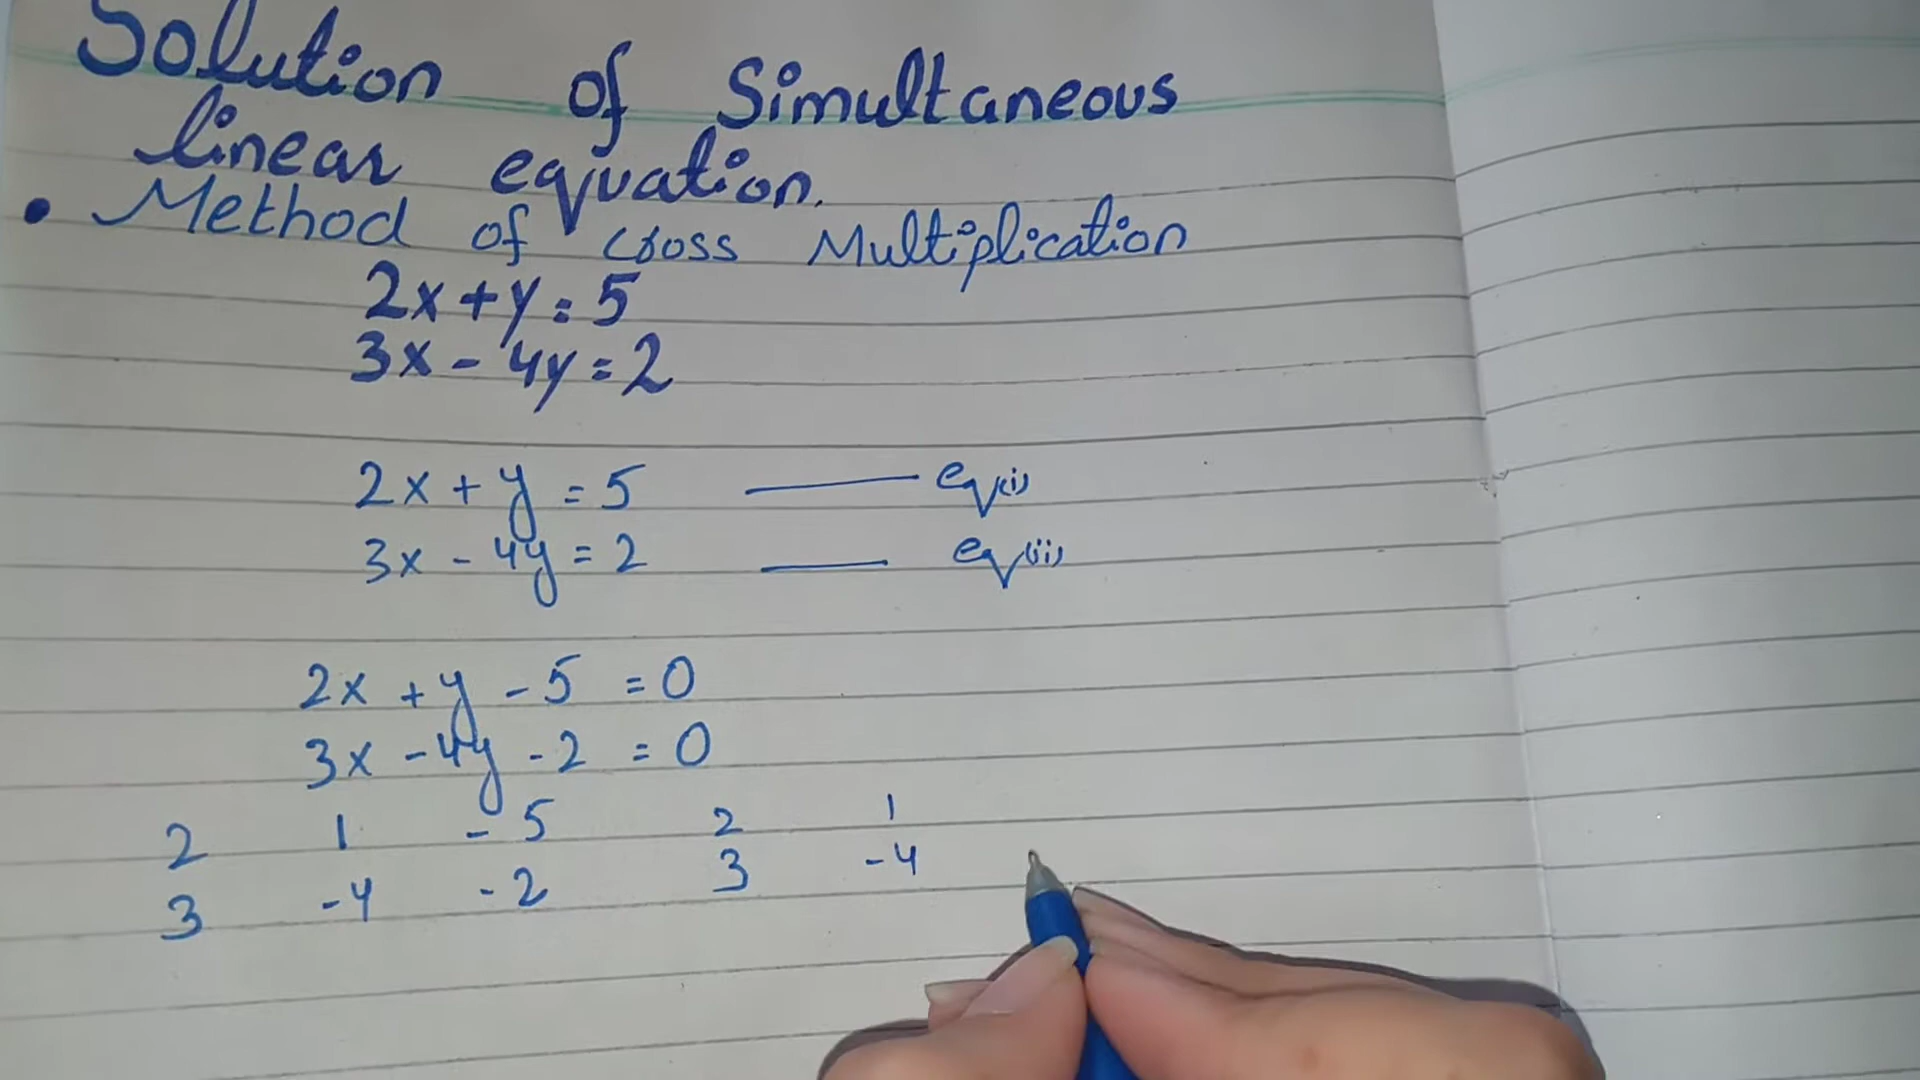 Solution of Simultaneous
linear equation.
• Method of cross Multiplication
2x + y = 5
3x - 4y = 2
2x + y = 5 —— eq(i)
3x - 4y = 2 —— eq(ii)
2x + y - 5 = 0
3x - 4y - 2 = 0
2 1 - 5 2 1
3 - 4 - 2 3 - 4